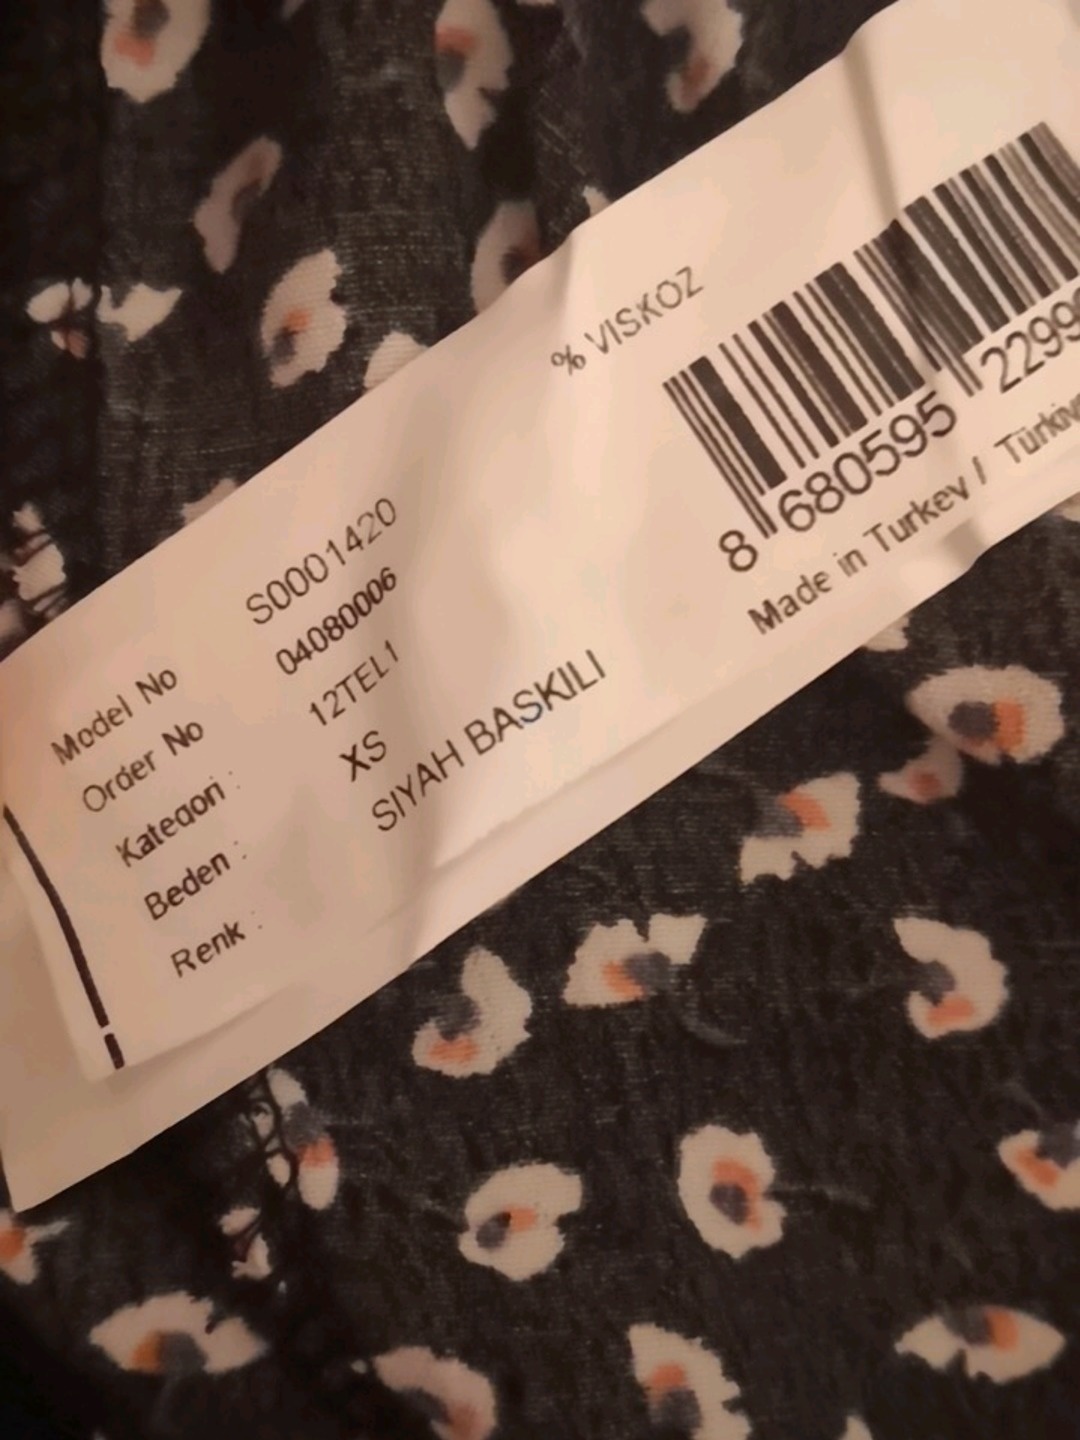 % VISKOZ
Model No S0001420
Order No 04080006
Kategori : 12TEL1
Beden : XS
Renk : SIYAH BASKILI
8 680595 2299
Made in Turkey / Türkiye